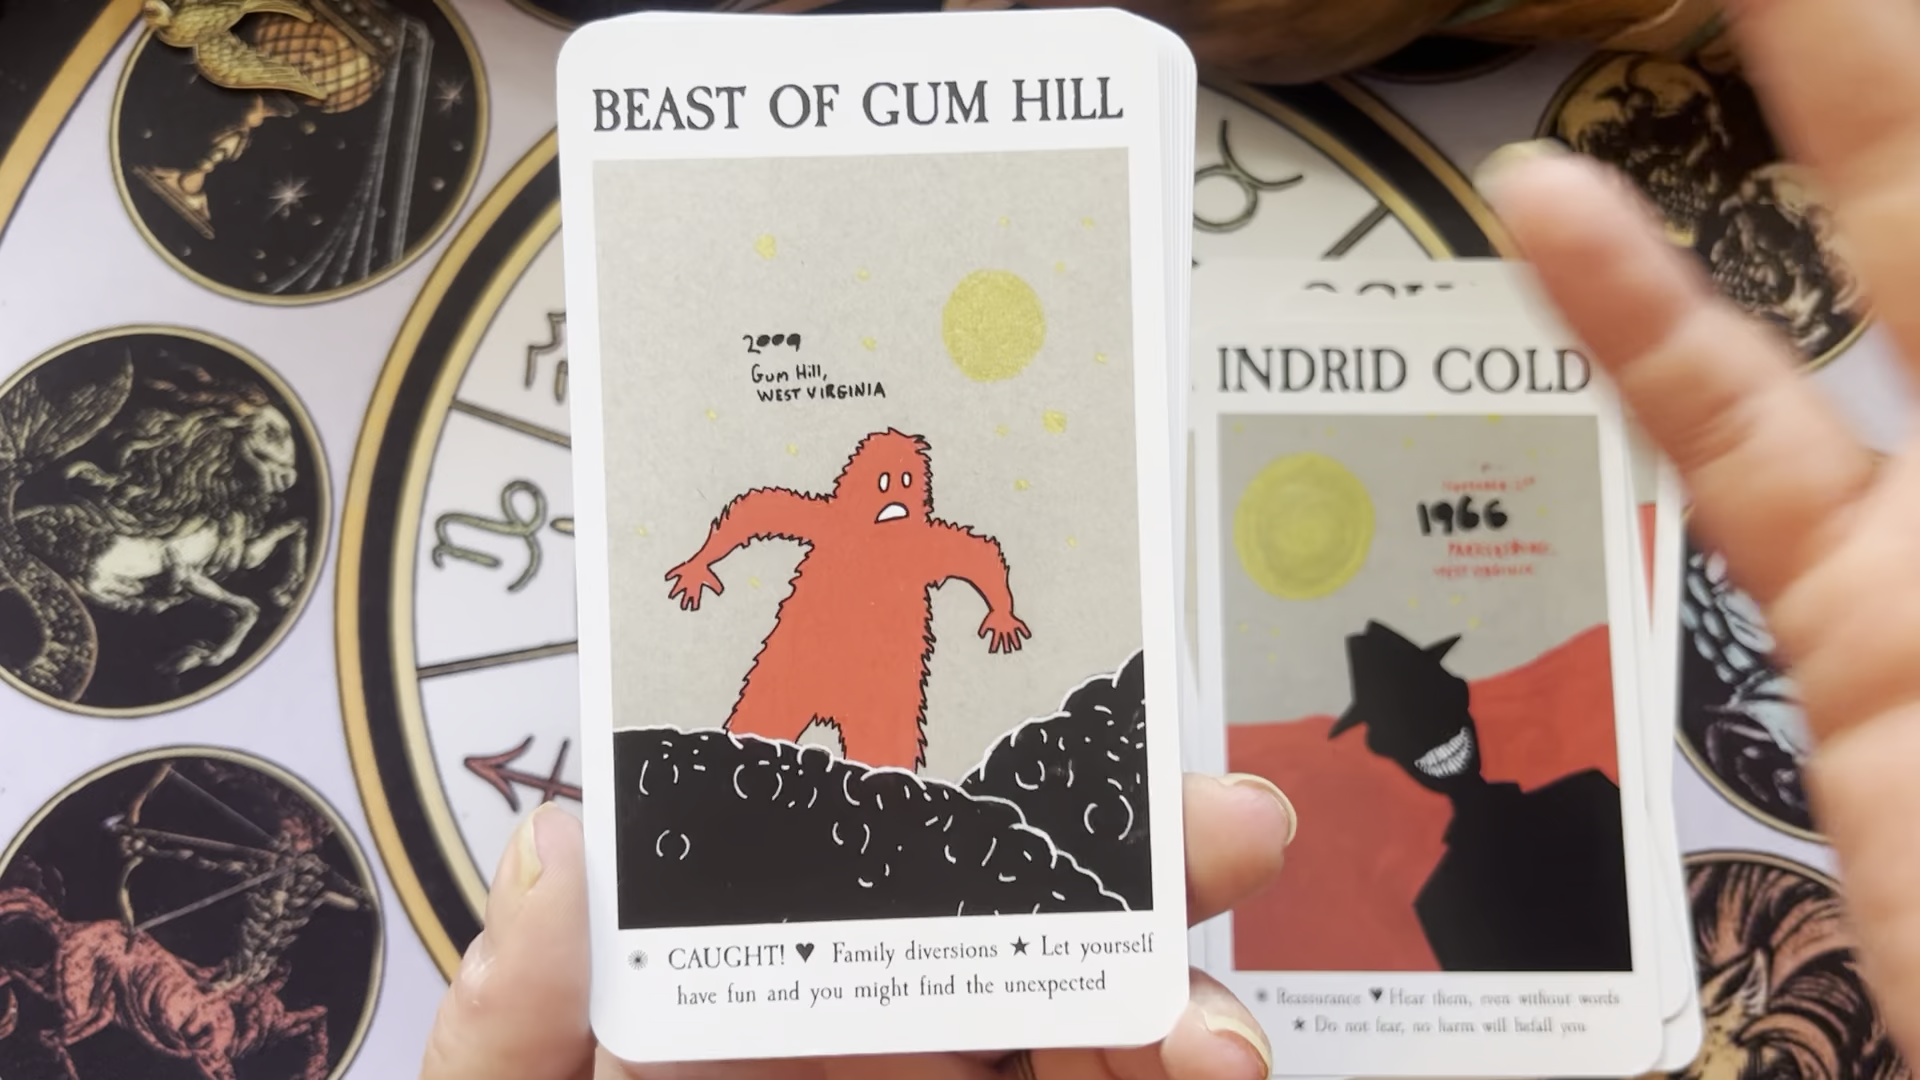 BEAST OF GUM HILL
2009
Gum Hill,
WEST VIRGINIA
CAUGHT! ♥ Family diversions ★ Let yourself
have fun and you might find the unexpected
INDRID COLD
1966
WEST VIRGINIA
Reassurance ♥ Hear them, even without words
★ Do not fear, no harm will befall you